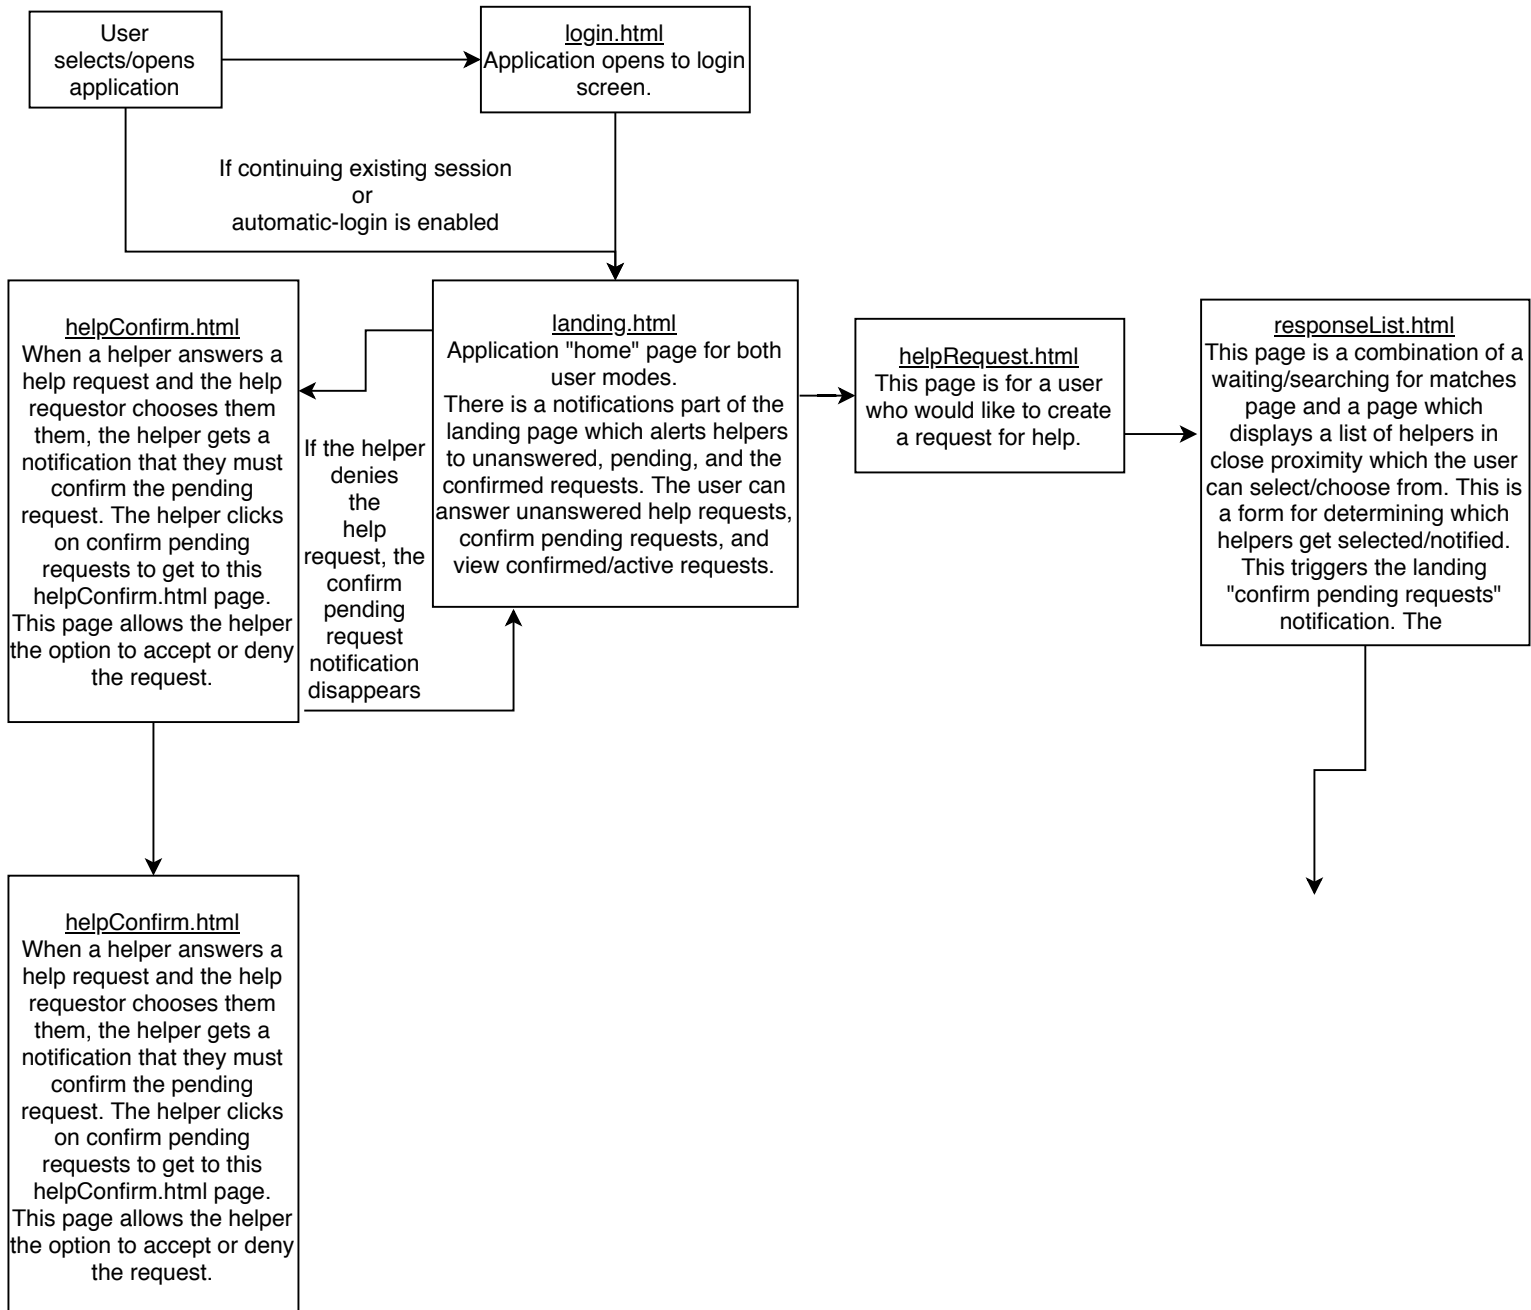 User
selects/opens
application
login.html
Application opens to login
screen.
If continuing existing session
or
automatic-login is enabled
helpConfirm.html
When a helper answers a
help request and the help
requestor chooses them
them, the helper gets a
notification that they must
confirm the pending
request. The helper clicks
on confirm pending
requests to get to this
helpConfirm.html page.
This page allows the helper
the option to accept or deny
the request.
If the helper
denies
the
help
request, the
confirm
pending
request
notification
disappears
landing.html
Application "home" page for both
user modes.
There is a notifications part of the
landing page which alerts helpers
to unanswered, pending, and the
confirmed requests. The user can
answer unanswered help requests,
confirm pending requests, and
view confirmed/active requests.
helpRequest.html
This page is for a user
who would like to create
a request for help.
responseList.html
This page is a combination of a
waiting/searching for matches
page and a page which
displays a list of helpers in
close proximity which the user
can select/choose from. This is
a form for determining which
helpers get selected/notified.
This triggers the landing
"confirm pending requests"
notification. The
helpConfirm.html
When a helper answers a
help request and the help
requestor chooses them
them, the helper gets a
notification that they must
confirm the pending
request. The helper clicks
on confirm pending
requests to get to this
helpConfirm.html page.
This page allows the helper
the option to accept or deny
the request.